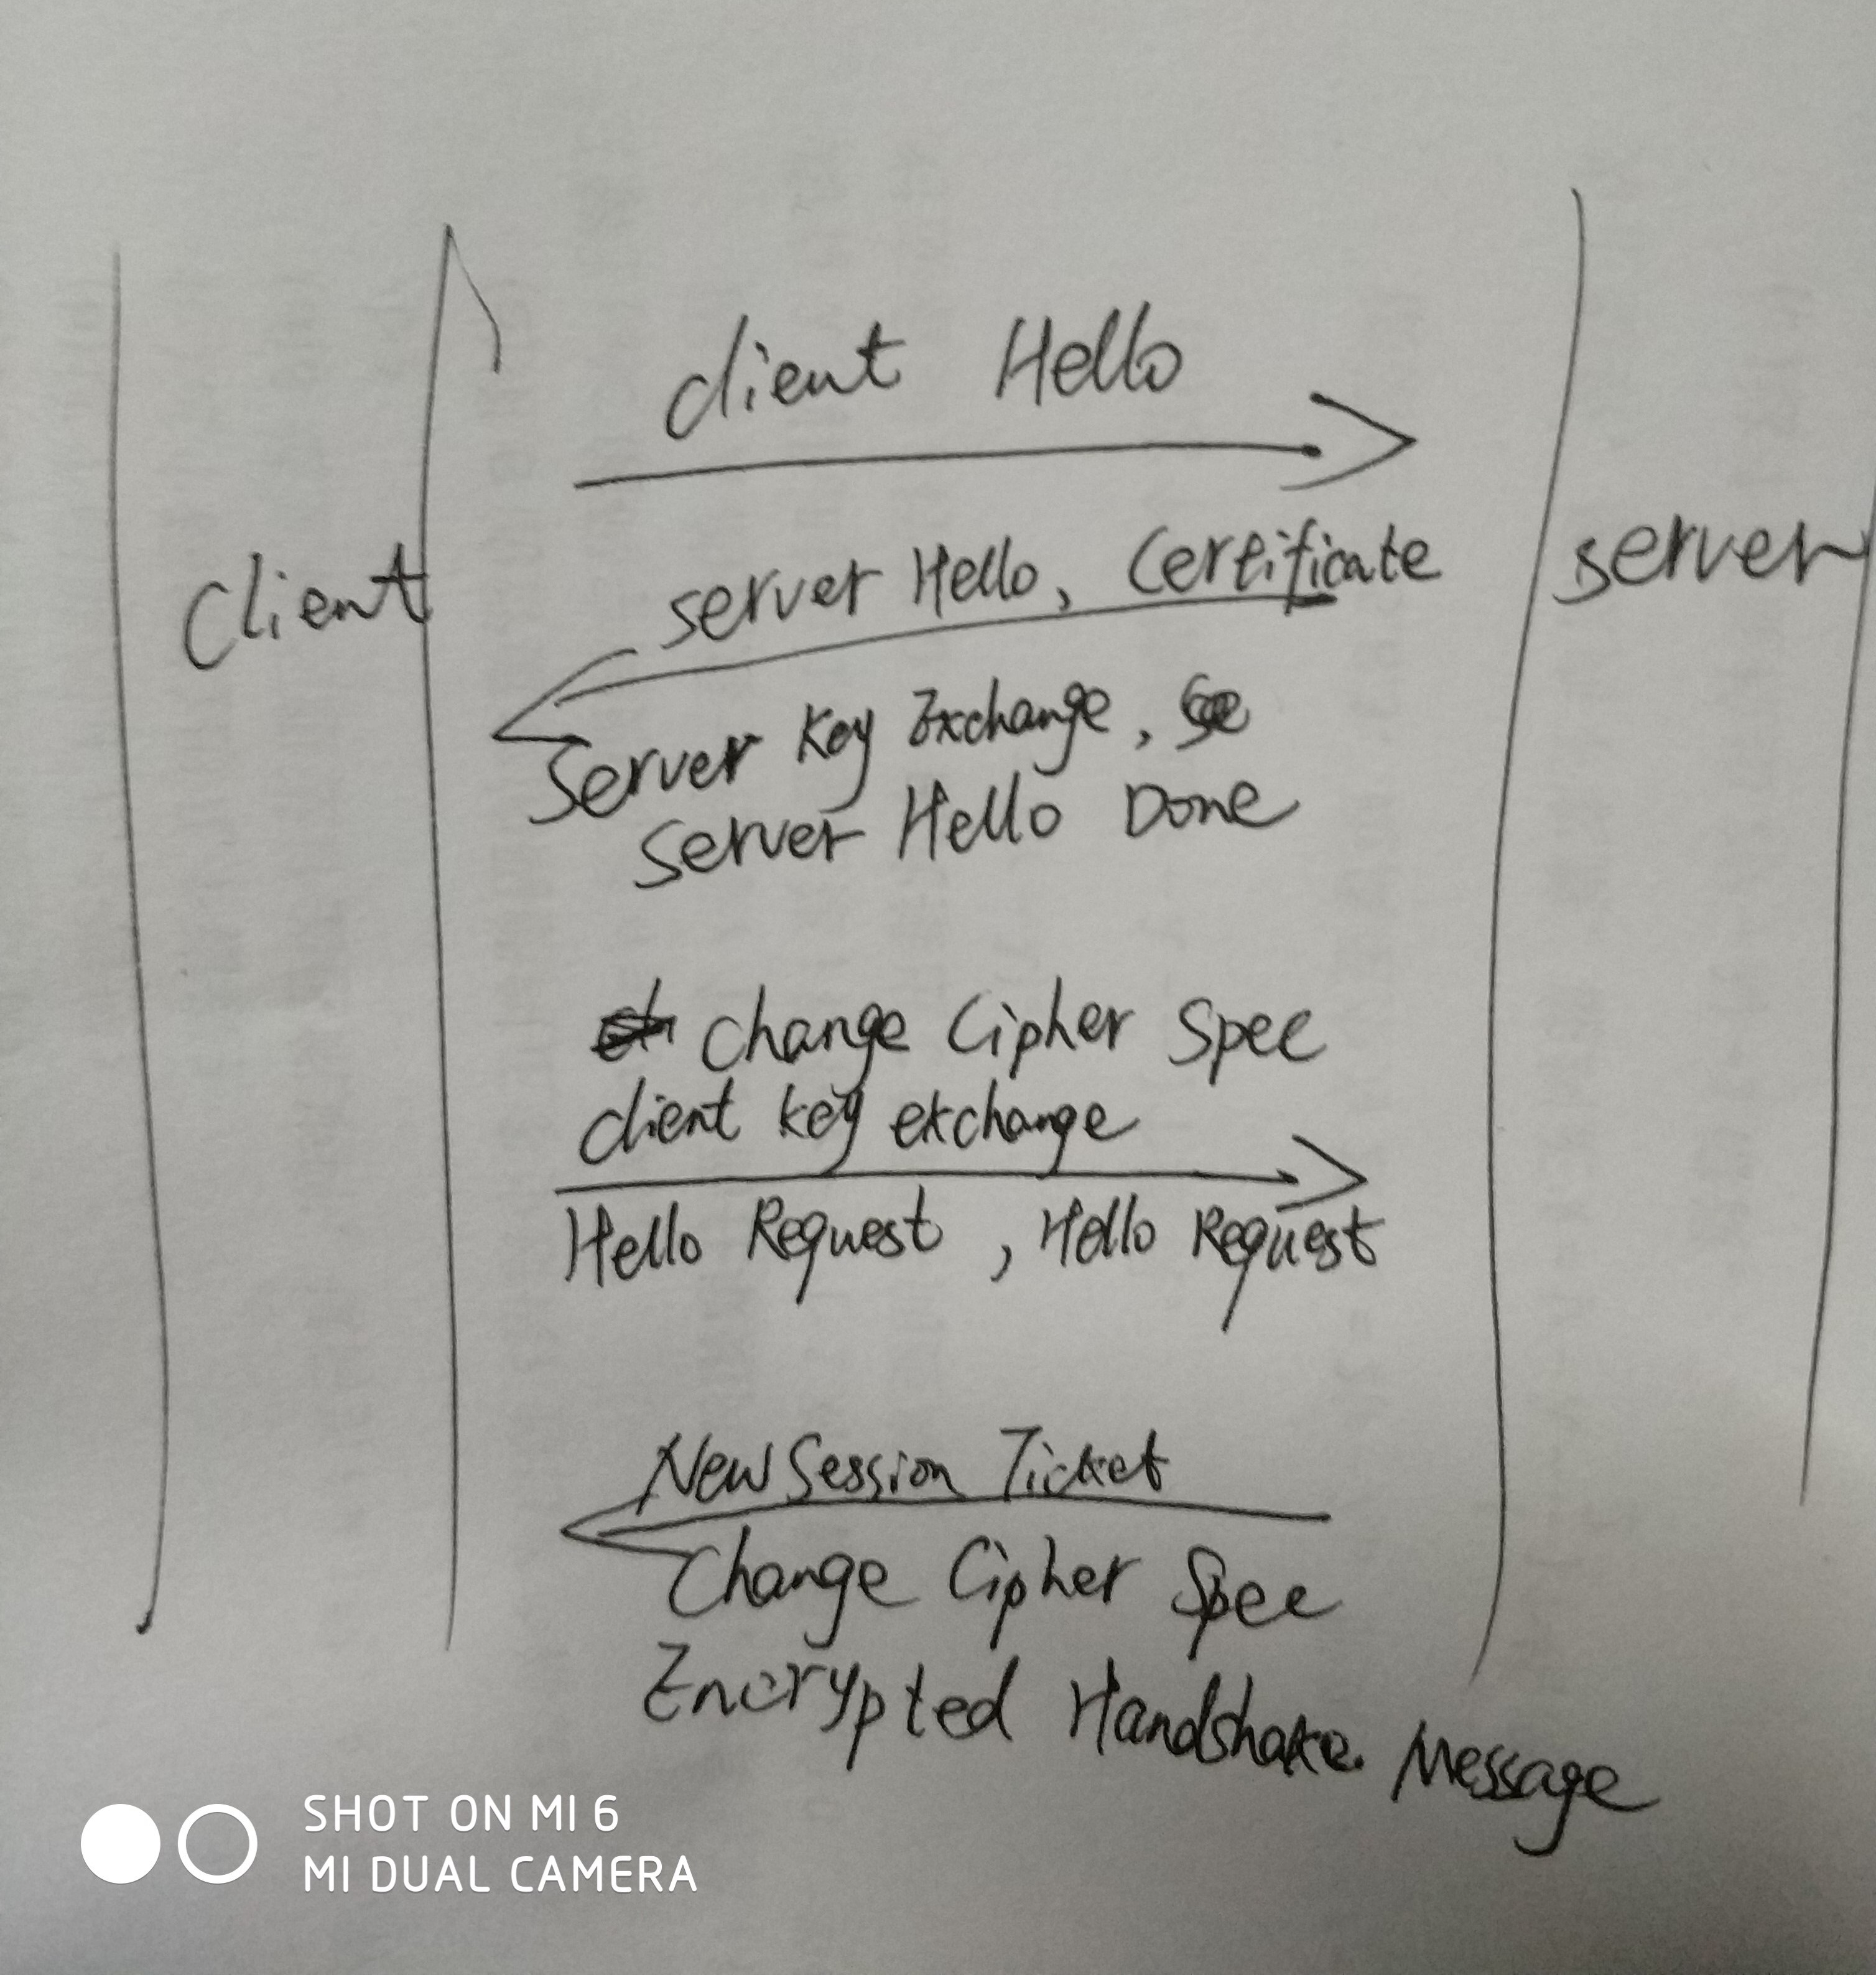 client Hello
Client
server Hello, Certificate
server
Server Key Exchange,
Server Hello Done
Change Cipher Spec
client key exchange
Hello Request , Hello Request
New Session Ticket
Change Cipher Spec
Encrypted Handshake Message
SHOT ON MI 6
MI DUAL CAMERA